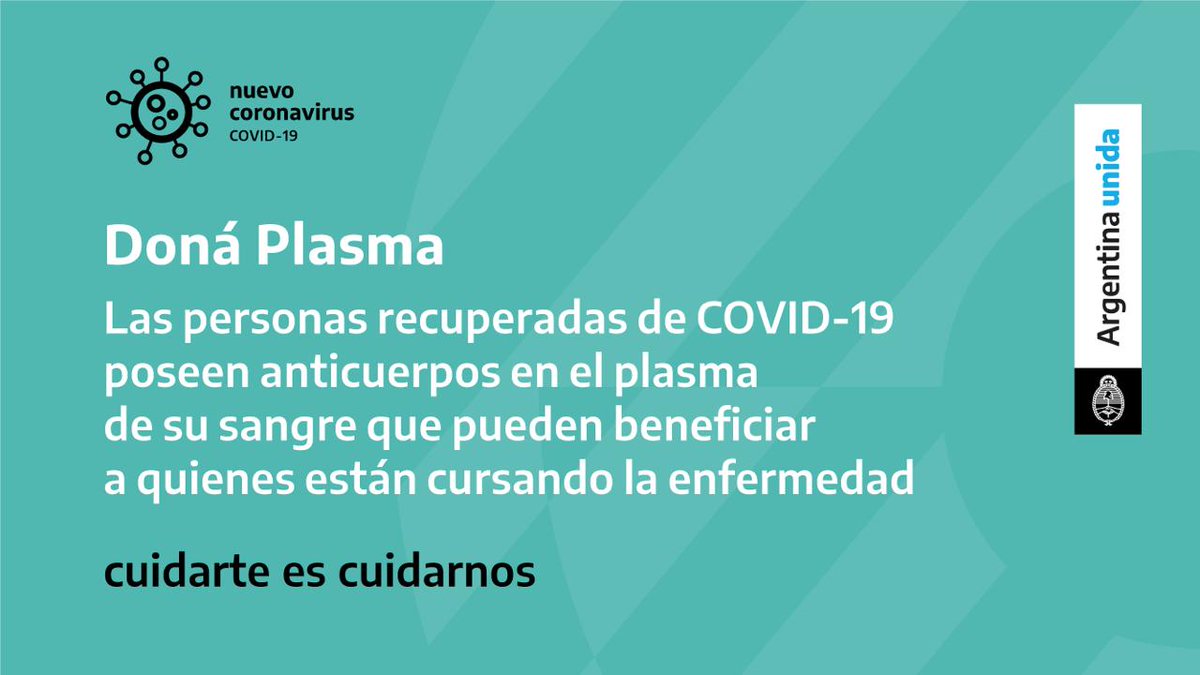 nuevo
coronavirus
COVID-19
Doná Plasma
Las personas recuperadas de COVID-19
poseen anticuerpos en el plasma
de su sangre que pueden beneficiar
a quienes están cursando la enfermedad
cuidarte es cuidarnos
Argentina unida